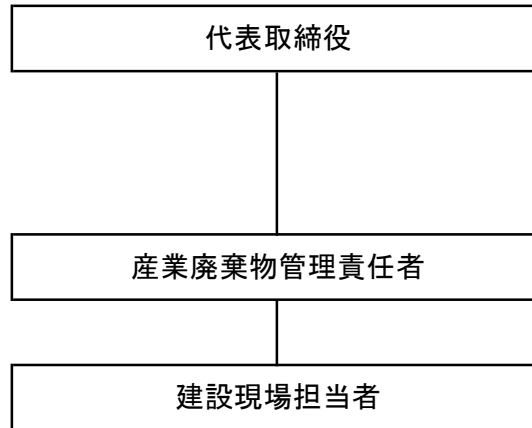 代表取締役
産業廃棄物管理責任者
建設現場担当者